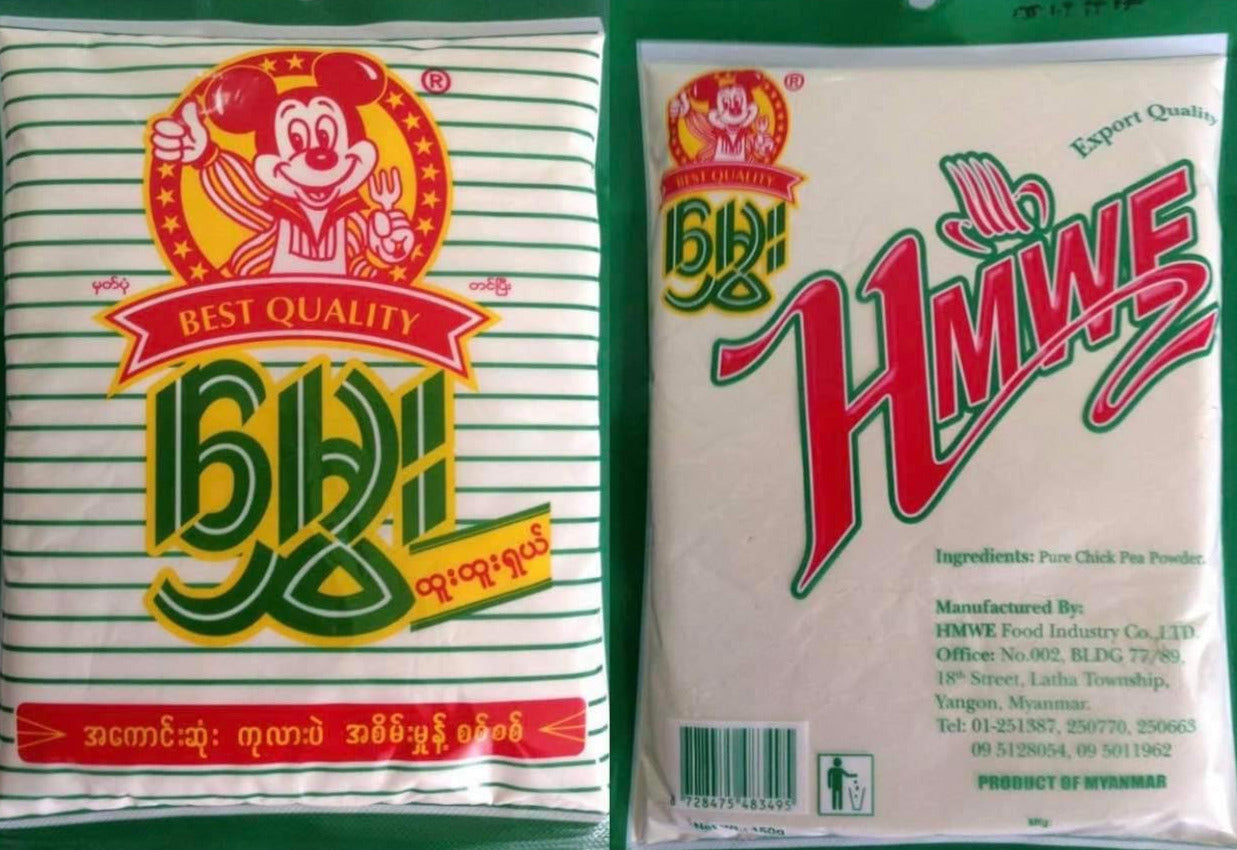 ®
မှတ်ပုံ
တင်ပြီး
BEST QUALITY
မွှေး
ထူးထူးရှယ်
အကောင်းဆုံး ကုလားပဲ အစိမ်းမှုန့် စစ်စစ်
®
BEST QUALITY
မွှေး
Export Quality
HMWE
Ingredients: Pure Chick Pea Powder.
Manufactured By:
HMWE Food Industry Co.,LTD.
Office: No.002, BLDG 77/89,
18th Street, Latha Township,
Yangon, Myanmar.
Tel: 01-251387, 250770, 250663
09 5128054, 09 5011962
PRODUCT OF MYANMAR
728475 483495